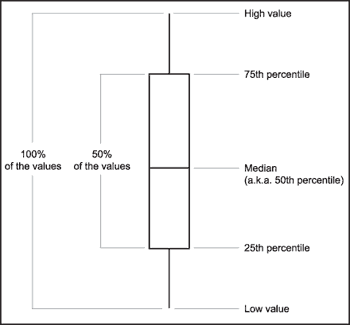 High value
75th percentile
100%
of the values
50%
of the values
Median
(a.k.a. 50th percentile)
25th percentile
Low value